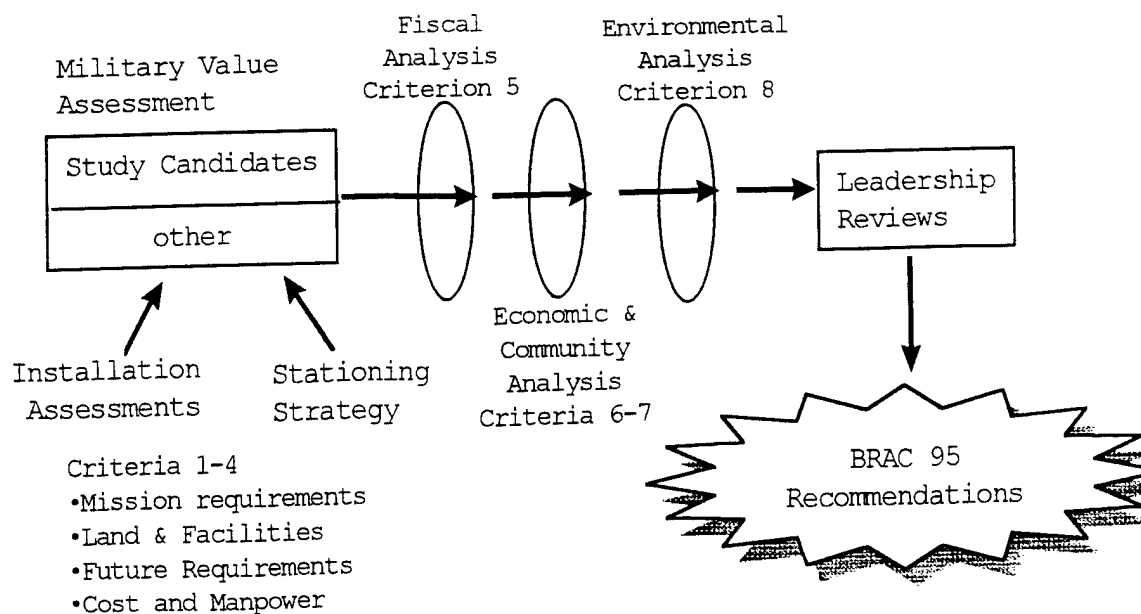 Military Value
Assessment
Study Candidates
other
Installation
Assessments
Stationing
Strategy
Criteria 1-4
•Mission requirements
•Land & Facilities
•Future Requirements
•Cost and Manpower
Fiscal
Analysis
Criterion 5
Economic &
Community
Analysis
Criteria 6-7
Environmental
Analysis
Criterion 8
Leadership
Reviews
BRAC 95
Recommendations